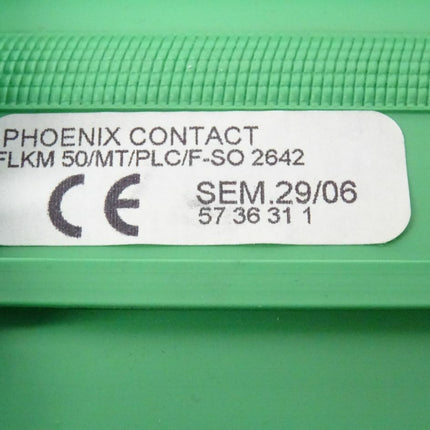 PHOENIX CONTACT
FLKM 50/MT/PLC/F-SO 2642
CE SEM.29/06
57 36 31 1